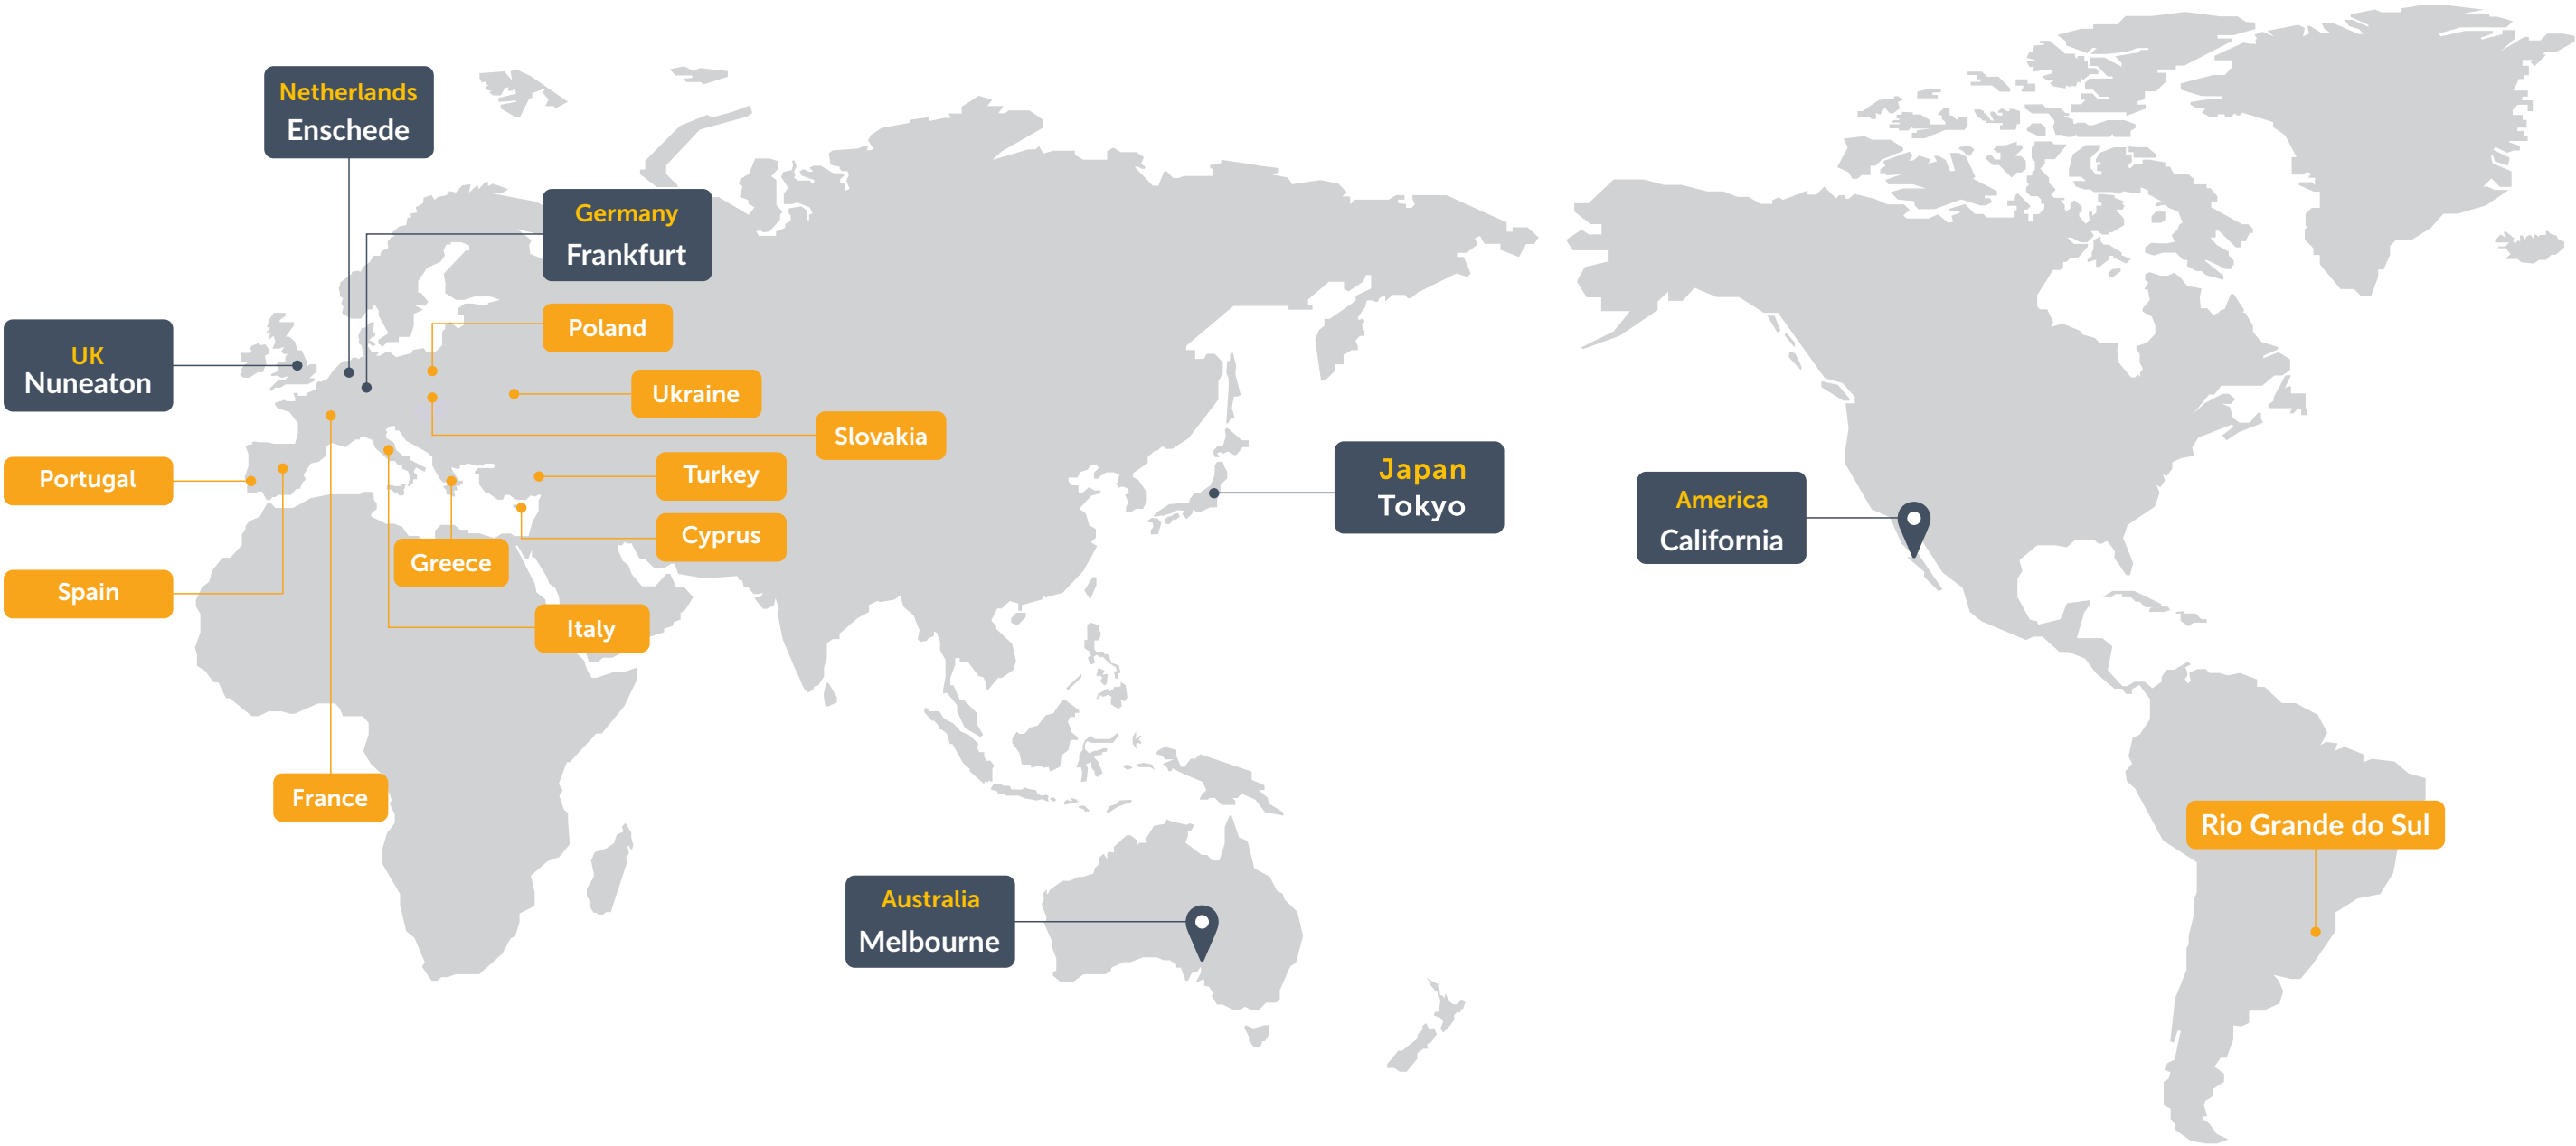 Netherlands
Enschede
Germany
Frankfurt
Poland
UK
Nuneaton
Ukraine
Slovakia
Portugal
Turkey
Japan
Tokyo
America
California
Cyprus
Greece
Spain
Italy
France
Rio Grande do Sul
Australia
Melbourne